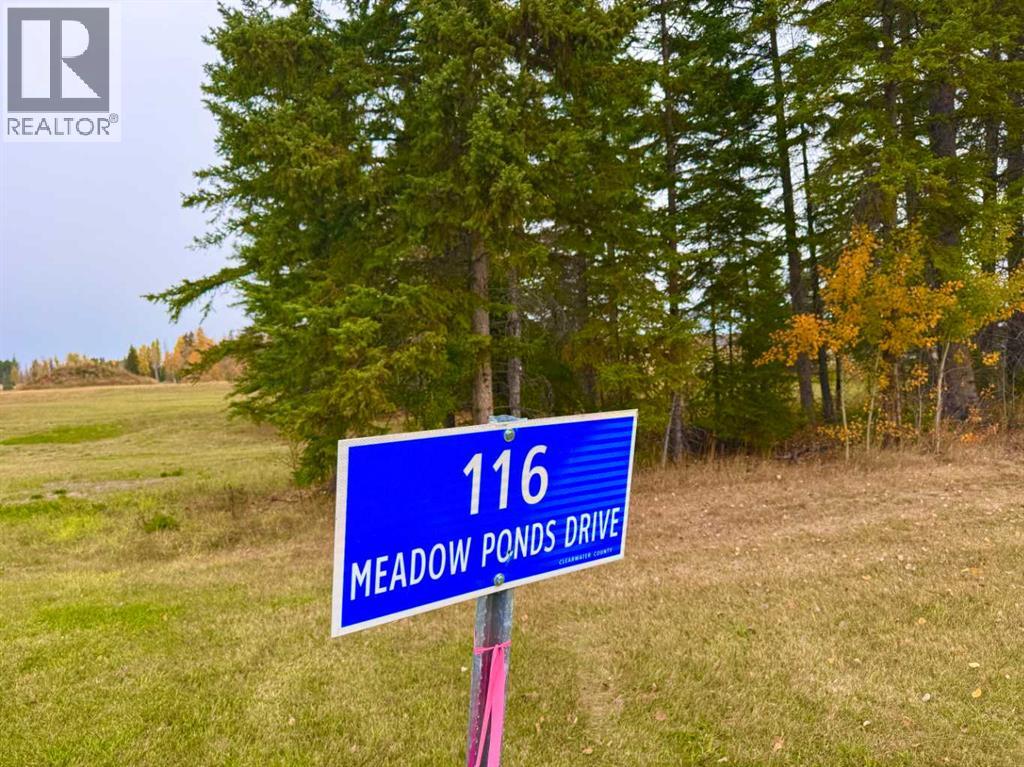 R
REALTOR®
116
MEADOW PONDS DRIVE
CLEARWATER COUNTY